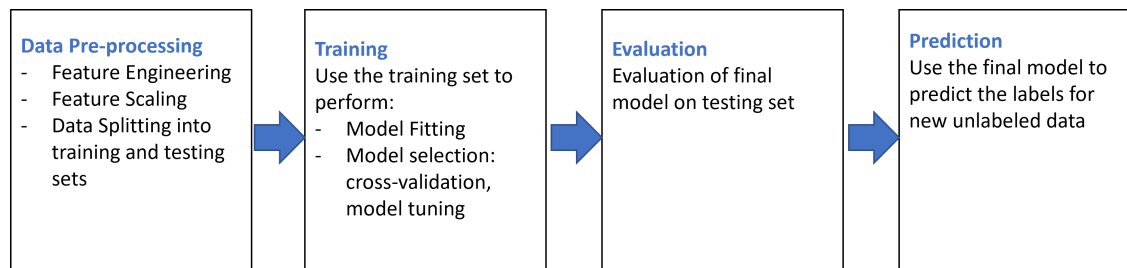 Data Pre-processing
- Feature Engineering
- Feature Scaling
- Data Splitting into
training and testing
sets
Training
Use the training set to
perform:
- Model Fitting
- Model selection:
cross-validation,
model tuning
Evaluation
Evaluation of final
model on testing set
Prediction
Use the final model to
predict the labels for
new unlabeled data